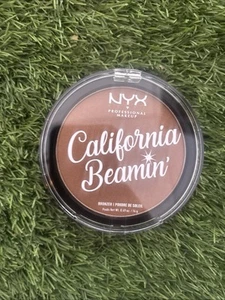 NYX
PROFESSIONAL MAKEUP
California
Beamin'
BRONZER | POUDRE DE SOLEIL